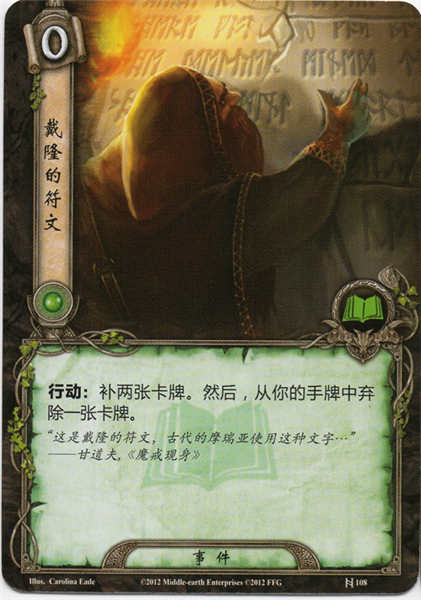 0
戴隆的符文
行动：补两张卡牌。然后，从你的手牌中弃
除一张卡牌。
“这是戴隆的符文，古代的摩瑞亚使用这种文字…”
——甘道夫，《魔戒现身》
事件
Illus. Carolina Eade ©2012 Middle-earth Enterprises ©2012 FFG 108